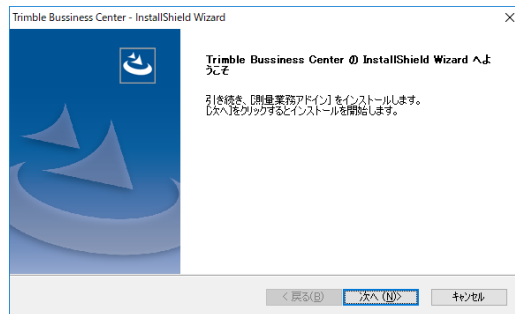 Trimble Bussiness Center - InstallShield Wizard
Trimble Bussiness Center の InstallShield Wizard へよ
うこそ
引き続き、[測量業務アドイン] をインストールします。
[次へ]をクリックするとインストールを開始します。
< 戻る(B)
次へ (N)>
キャンセル